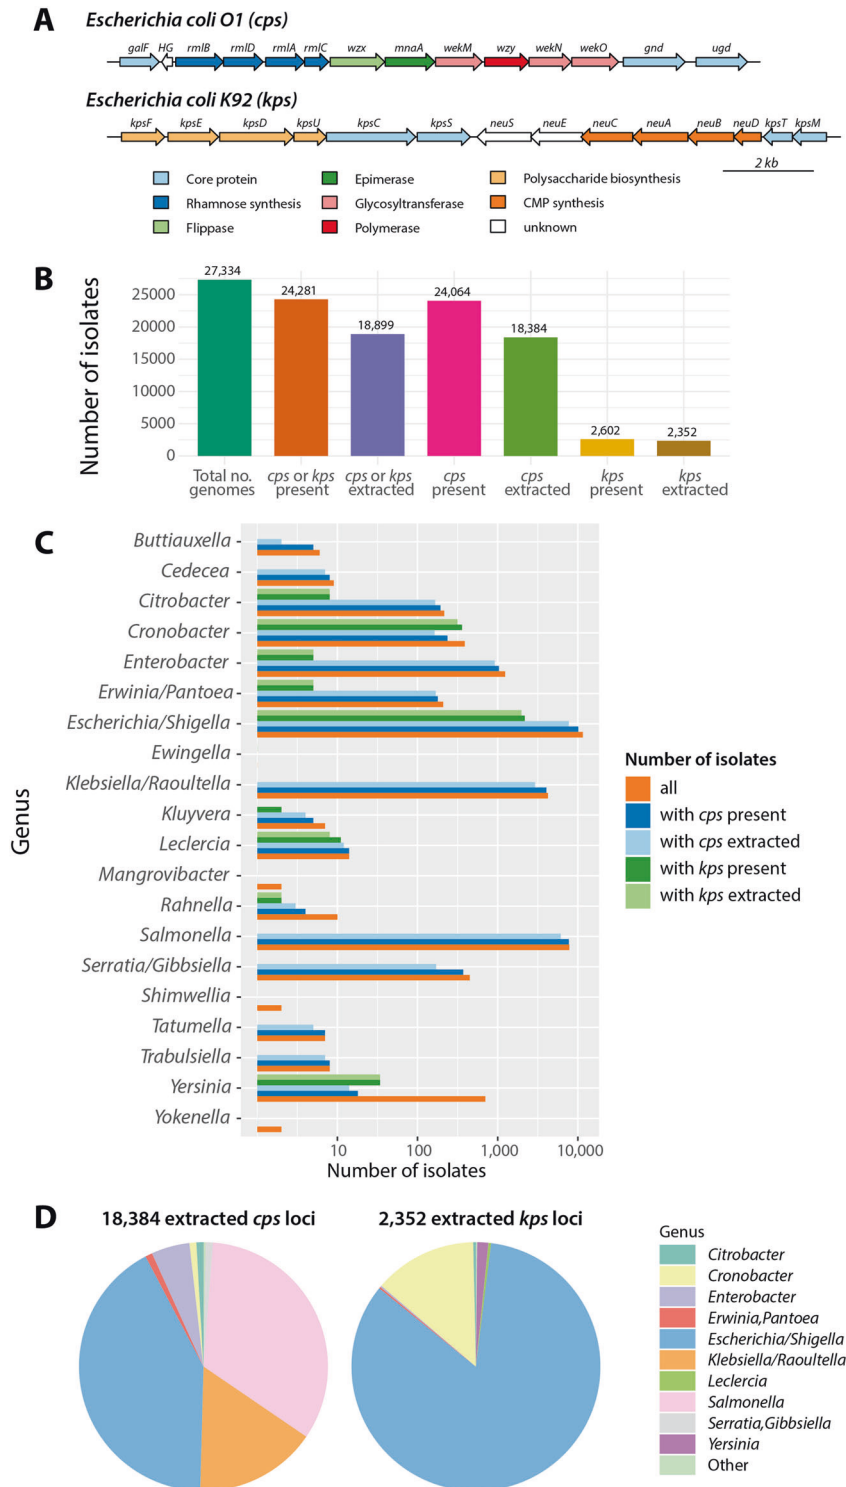 A
Escherichia coli O1 (cps)
galF HG rmlB rmlD rmlA rmlC wzx mnaA wekM wzy wekN wekO gnd ugd
Escherichia coli K92 (kps)
kpsF kpsE kpsD kpsU kpsC kpsS neuS neuE neuC neuA neuB neuD kpsT kpsM
2 kb
Core protein Epimerase Polysaccharide biosynthesis
Rhamnose synthesis Glycosyltransferase CMP synthesis
Flippase Polymerase unknown
B
Number of isolates
27,334
24,281
18,899
24,064
18,384
2,602
2,352
25000
20000
15000
10000
5000
0
Total no. genomes
cps or kps present
cps or kps extracted
cps present
cps extracted
kps present
kps extracted
C
Genus
Buttiauxella
Cedecea
Citrobacter
Cronobacter
Enterobacter
Erwinia/Pantoea
Escherichia/Shigella
Ewingella
Klebsiella/Raoultella
Kluyvera
Leclercia
Mangrovibacter
Rahnella
Salmonella
Serratia/Gibbsiella
Shimwellia
Tatumella
Trabulsiella
Yersinia
Yokenella
10 100 1,000 10,000
Number of isolates
Number of isolates
all
with cps present
with cps extracted
with kps present
with kps extracted
D
18,384 extracted cps loci
2,352 extracted kps loci
Genus
Citrobacter
Cronobacter
Enterobacter
Erwinia,Pantoea
Escherichia/Shigella
Klebsiella/Raoultella
Leclercia
Salmonella
Serratia,Gibbsiella
Yersinia
Other